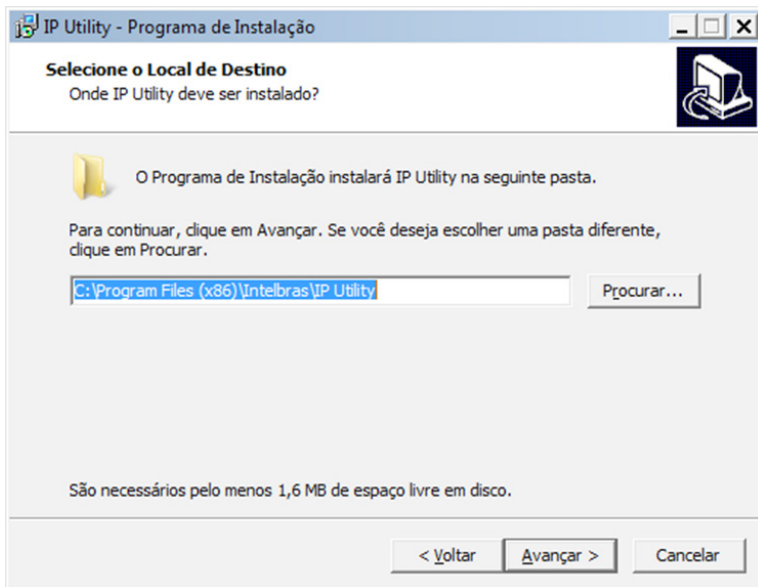 IP Utility - Programa de Instalação
Selecione o Local de Destino
Onde IP Utility deve ser instalado?
O Programa de Instalação instalará IP Utility na seguinte pasta.
Para continuar, clique em Avançar. Se você deseja escolher uma pasta diferente,
clique em Procurar.
C:\Program Files (x86)\Intelbras\IP Utility
Procurar...
São necessários pelo menos 1,6 MB de espaço livre em disco.
< Voltar
Avançar >
Cancelar